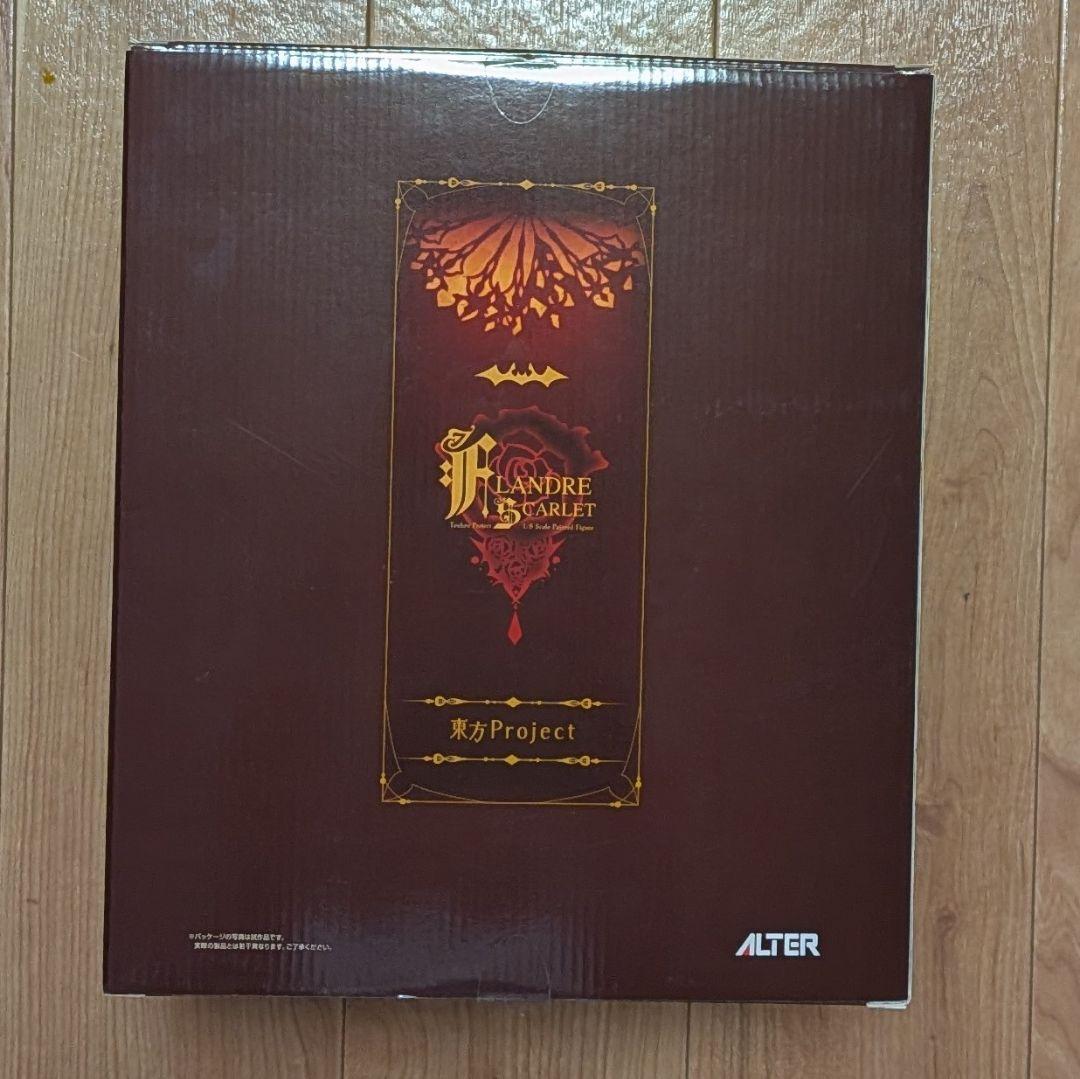 FLANDRE
SCARLET
Touhou Project 1/8 Scale Painted Figure
東方Project
※パッケージの写真は試作品です。
実際の製品とは若干異なります。ご了承ください。
ALTER